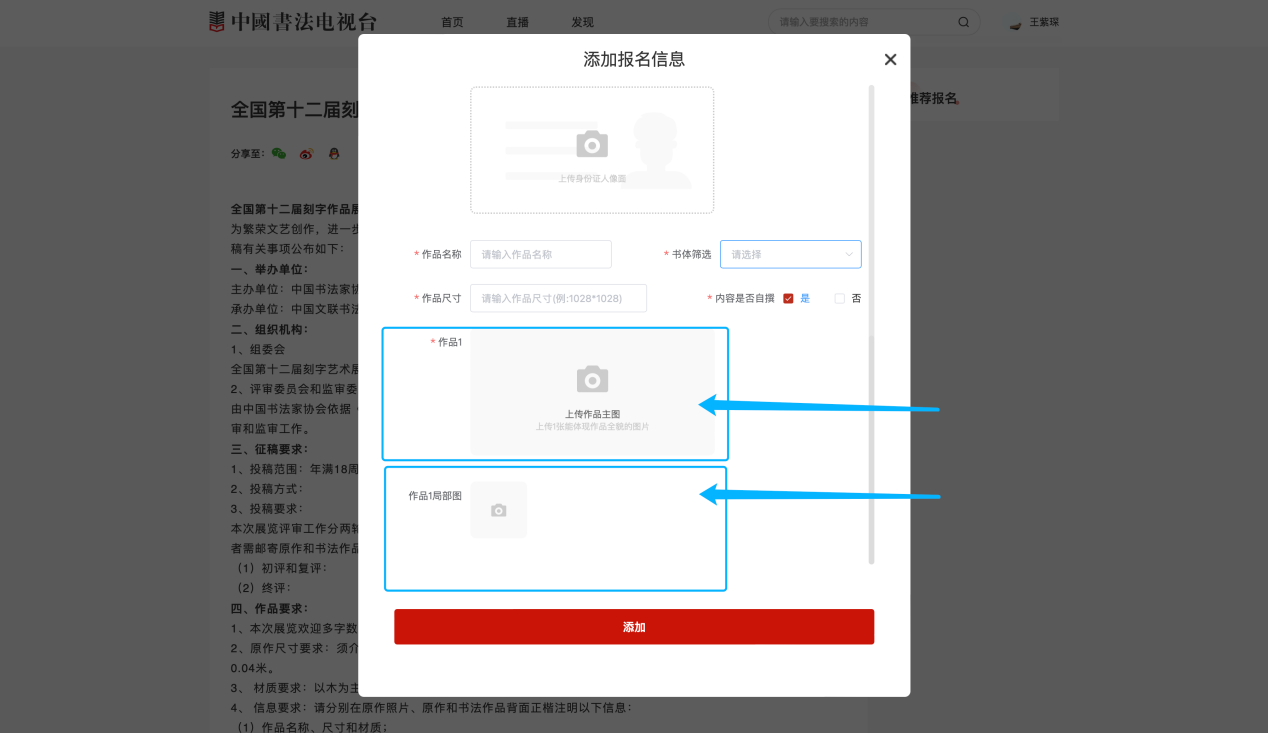 中國書法电视台
首页 直播 发现
请输入要搜索的内容
王紫琛
添加报名信息
全国第十二届刻
推荐报名
分享至：
上传身份证人像面
全国第十二届刻字作品展
为繁荣文艺创作，进一步
稿有关事项公布如下：
一、举办单位：
主办单位：中国书法家协
承办单位：中国文联书法
二、组织机构：
1、组委会
全国第十二届刻字艺术展
2、评审委员会和监审委
由中国书法家协会依据
审和监审工作。
三、征稿要求：
1、投稿范围：年满18周
2、投稿方式：
3、投稿要求：
本次展览评审工作分两轮
者需邮寄原作和书法作品
（1）初评和复评：
（2）终评：
四、作品要求：
1、本次展览欢迎多字数
2、原作尺寸要求：须介
0.04米。
3、 材质要求：以木为主
4、 信息要求：请分别在原作照片、原作和书法作品背面正楷注明以下信息：
（1）作品名称、尺寸和材质；
* 作品名称 请输入作品名称
* 书体筛选 请选择
* 作品尺寸 请输入作品尺寸(例:1028*1028)
* 内容是否自撰 是 否
* 作品1
上传作品主图
上传1张能体现作品全貌的图片
作品1局部图
添加